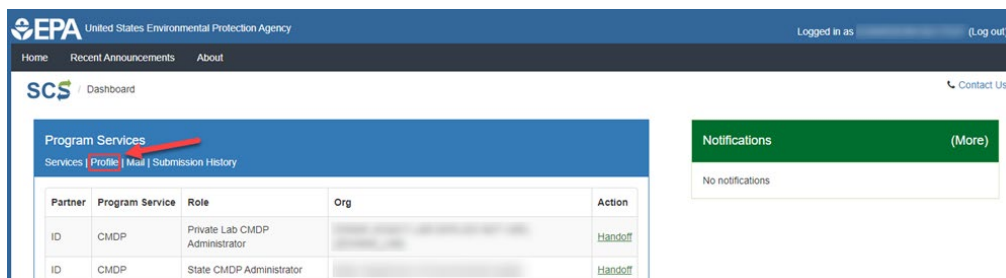 EPA United States Environmental Protection Agency
Logged in as (Log out)
Home Recent Announcements About
SCS / Dashboard
Contact Us
Program Services
Services | Profile | Mail | Submission History
Notifications (More)
No notifications
Partner Program Service Role Org Action
ID CMDP Private Lab CMDP Administrator Handoff
ID CMDP State CMDP Administrator Handoff